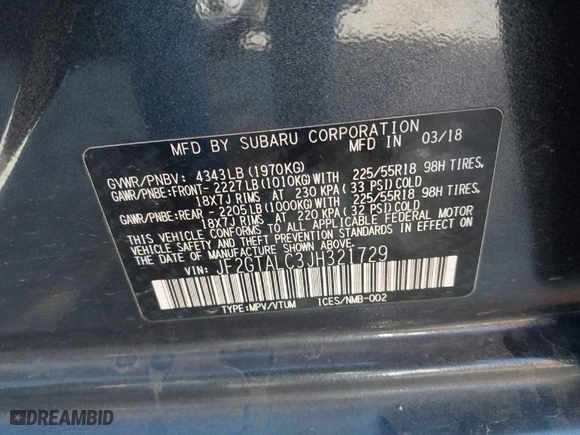 MFD BY SUBARU CORPORATION
MADE IN 03/18
GVWR/PNBV: 4343LB (1970KG)
GAWR/PNBE:FRONT- 2227LB(1010KG)WITH 225/55R18 98H TIRES
18X7J RIMS AT 230 KPA( 33 PSI)COLD
GAWR/PNBE:REAR - 2205LB(1000KG)WITH 225/55R18 98H TIRES
18X7J RIMS AT 220 KPA( 32 PSI)COLD
THIS VEHICLE CONFORMS TO ALL APPLICABLE FEDERAL MOTOR
VEHICLE SAFETY STANDARDS IN EFFECT ON
THE DATE OF MANUFACTURE SHOWN ABOVE.
VIN: JF2GTALC3JH321729
TYPE:MPV/VTUM ICES/NMB-002
DREAMBID